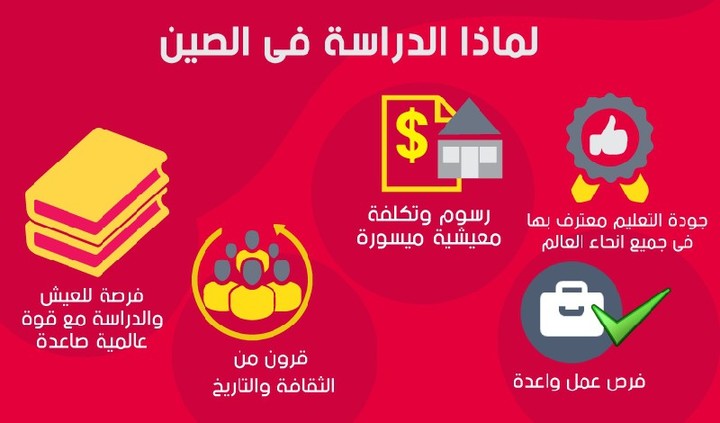 لماذا الدراسة فى الصين
جودة التعليم معترف بها
فى جميع انحاء العالم
رسوم وتكلفة
معيشية ميسورة
فرص عمل واعدة
قرون من
الثقافة والتاريخ
فرصة للعيش
والدراسة مع قوة
عالمية صاعدة